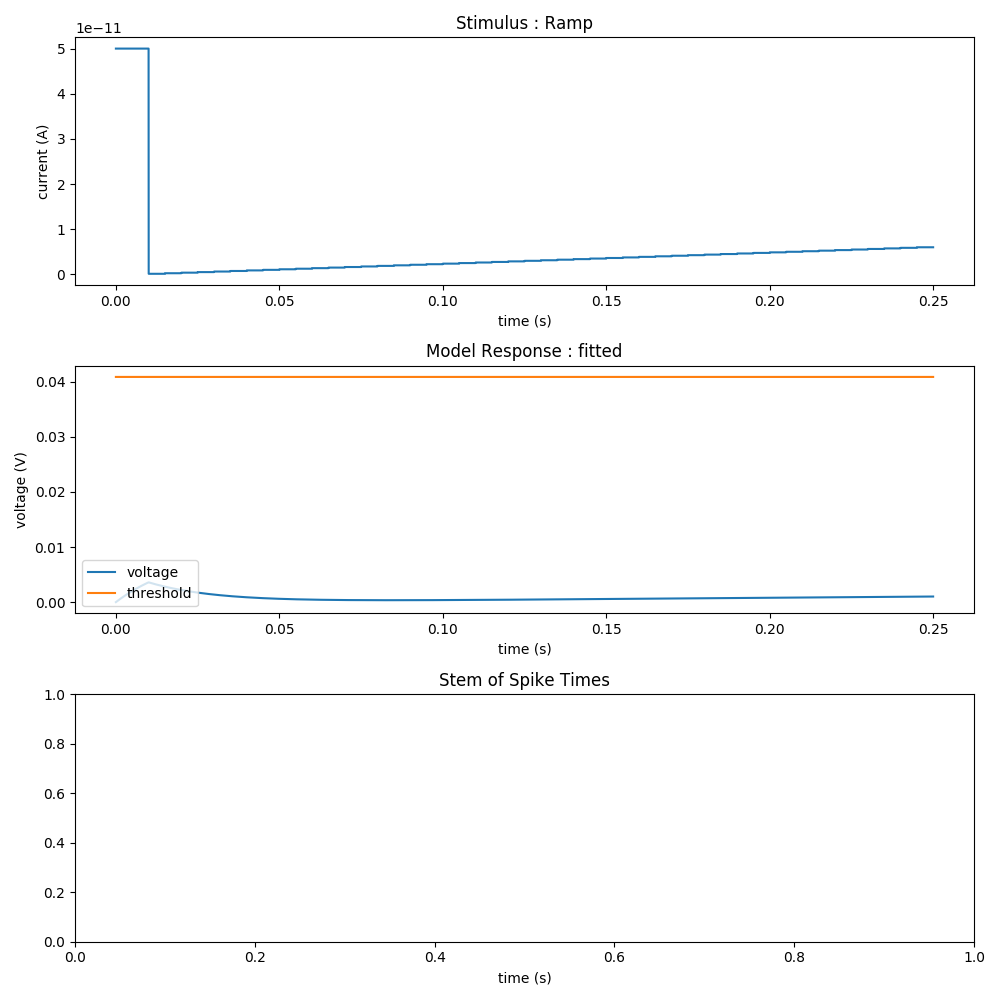 Stimulus : Ramp
1e−11
5
4
3
2
1
0
current (A)
0.00 0.05 0.10 0.15 0.20 0.25
time (s)
Model Response : fitted
0.04
0.03
0.02
0.01
0.00
voltage (V)
voltage
threshold
0.00 0.05 0.10 0.15 0.20 0.25
time (s)
Stem of Spike Times
1.0
0.8
0.6
0.4
0.2
0.0
0.0 0.2 0.4 0.6 0.8 1.0
time (s)